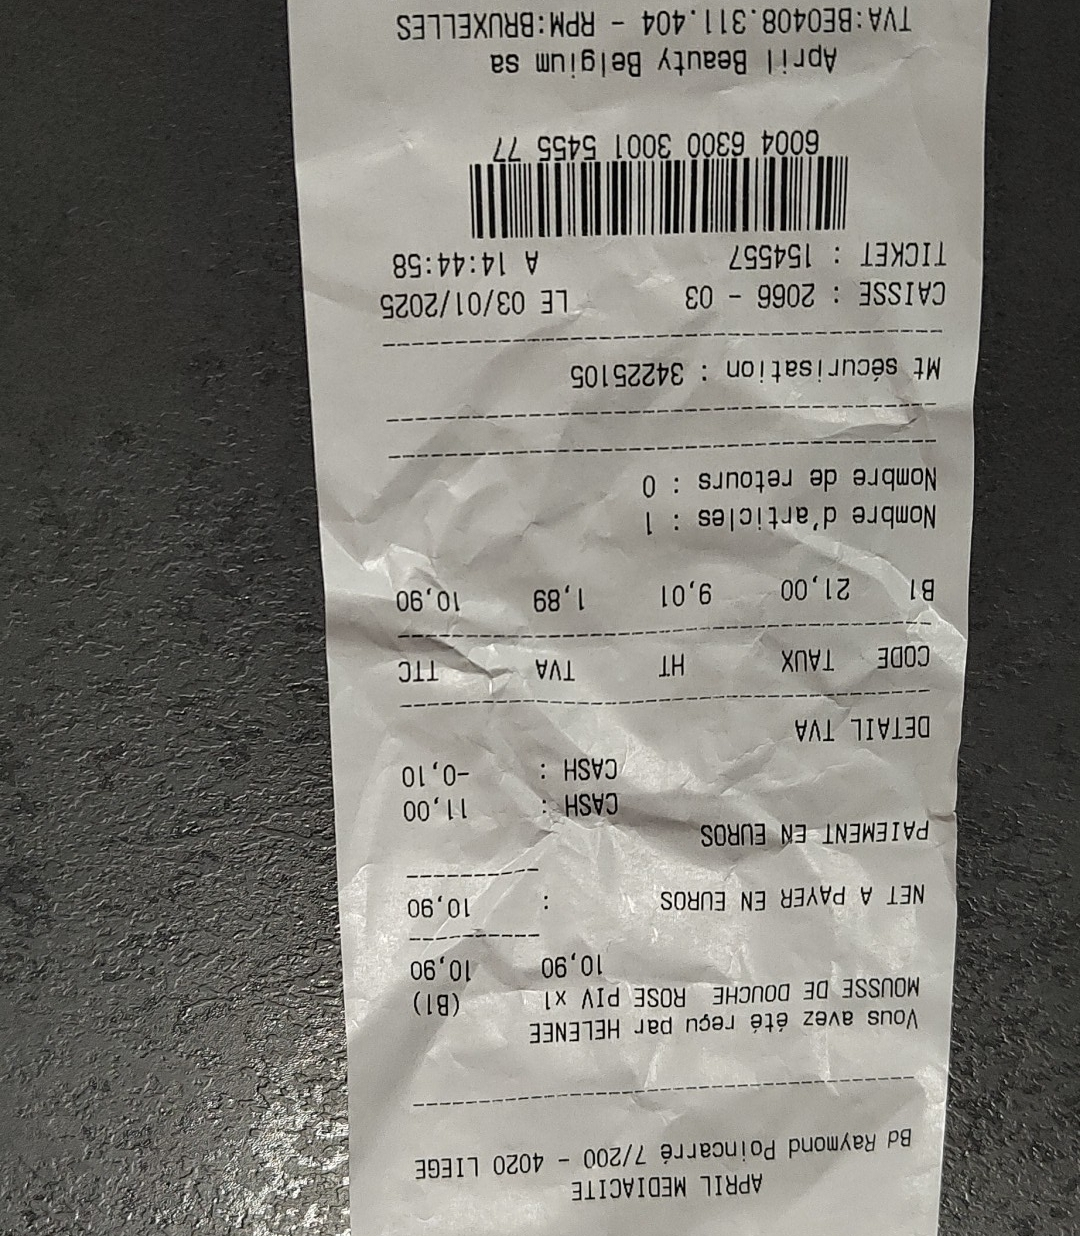 APRIL MEDIACITE
Bd Raymond Poincarré 7/200 - 4020 LIEGE
Vous avez été reçu par HELENEE
MOUSSE DE DOUCHE ROSE PIV x1 (B1)
10,90 10,90
NET A PAYER EN EUROS : 10,90
PAIEMENT EN EUROS
CASH : 11,00
CASH : -0,10
DETAIL TVA
CODE TAUX HT TVA TTC
B1 21,00 9,01 1,89 10,90
Nombre d'articles : 1
Nombre de retours : 0
Mt sécurisation : 34225105
CAISSE : 2066 - 03 LE 03/01/2025
TICKET : 154557 A 14:44:58
6004 6300 3001 5455 77
April Beauty Belgium sa
TVA:BE0408.311.404 - RPM:BRUXELLES